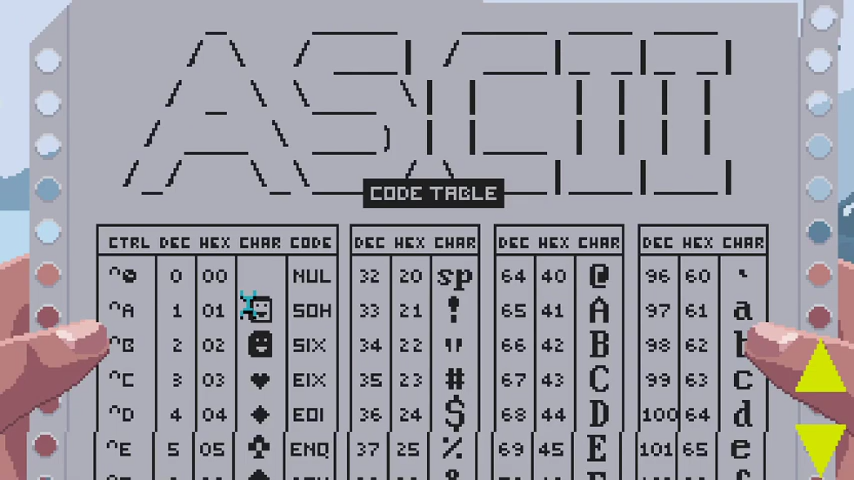 ASCII
CODE TABLE
CTRL DEC HEX CHAR CODE DEC HEX CHAR DEC HEX CHAR DEC HEX CHAR
^@ 0 00 NUL 32 20 sp 64 40 @ 96 60 `
^A 1 01 ☺ SOH 33 21 ! 65 41 A 97 61 a
^B 2 02 ☻ SIX 34 22 " 66 42 B 98 62 b
^C 3 03 ♥ EIX 35 23 # 67 43 C 99 63 c
^D 4 04 ♦ EOI 36 24 $ 68 44 D 100 64 d
^E 5 05 ♣ ENQ 37 25 % 69 45 E 101 65 e